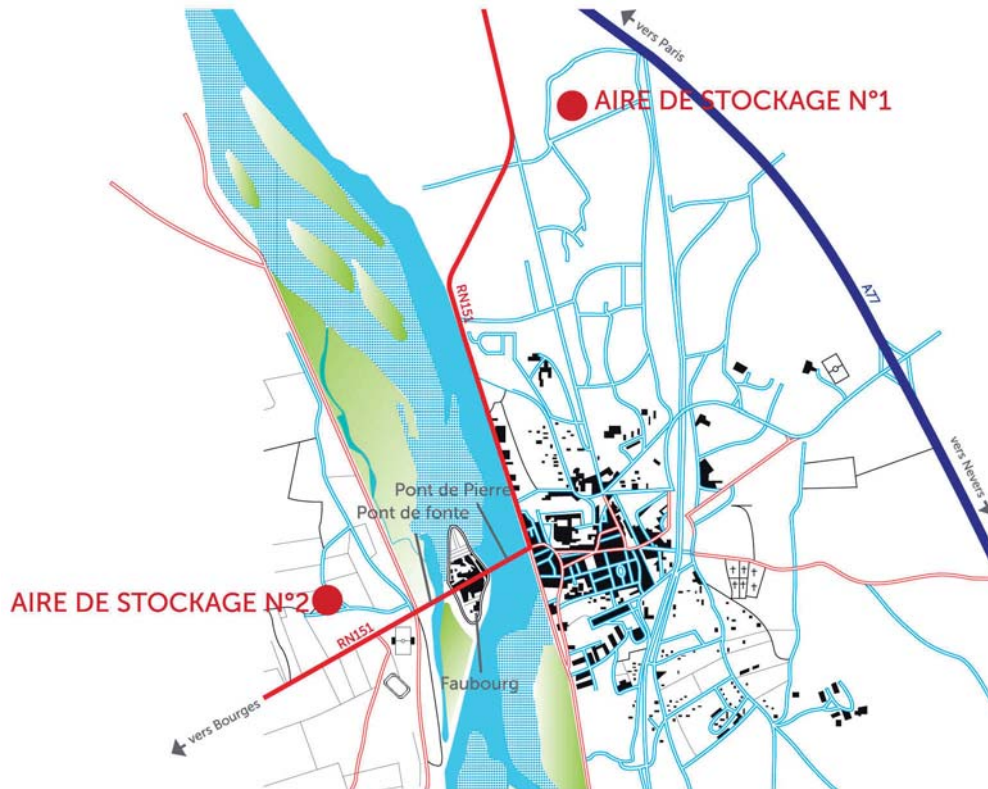 vers Paris
AIRE DE STOCKAGE N°1
RN151
A77
vers Nevers
Pont de Pierre
Pont de fonte
AIRE DE STOCKAGE N°2
RN151
Faubourg
vers Bourges